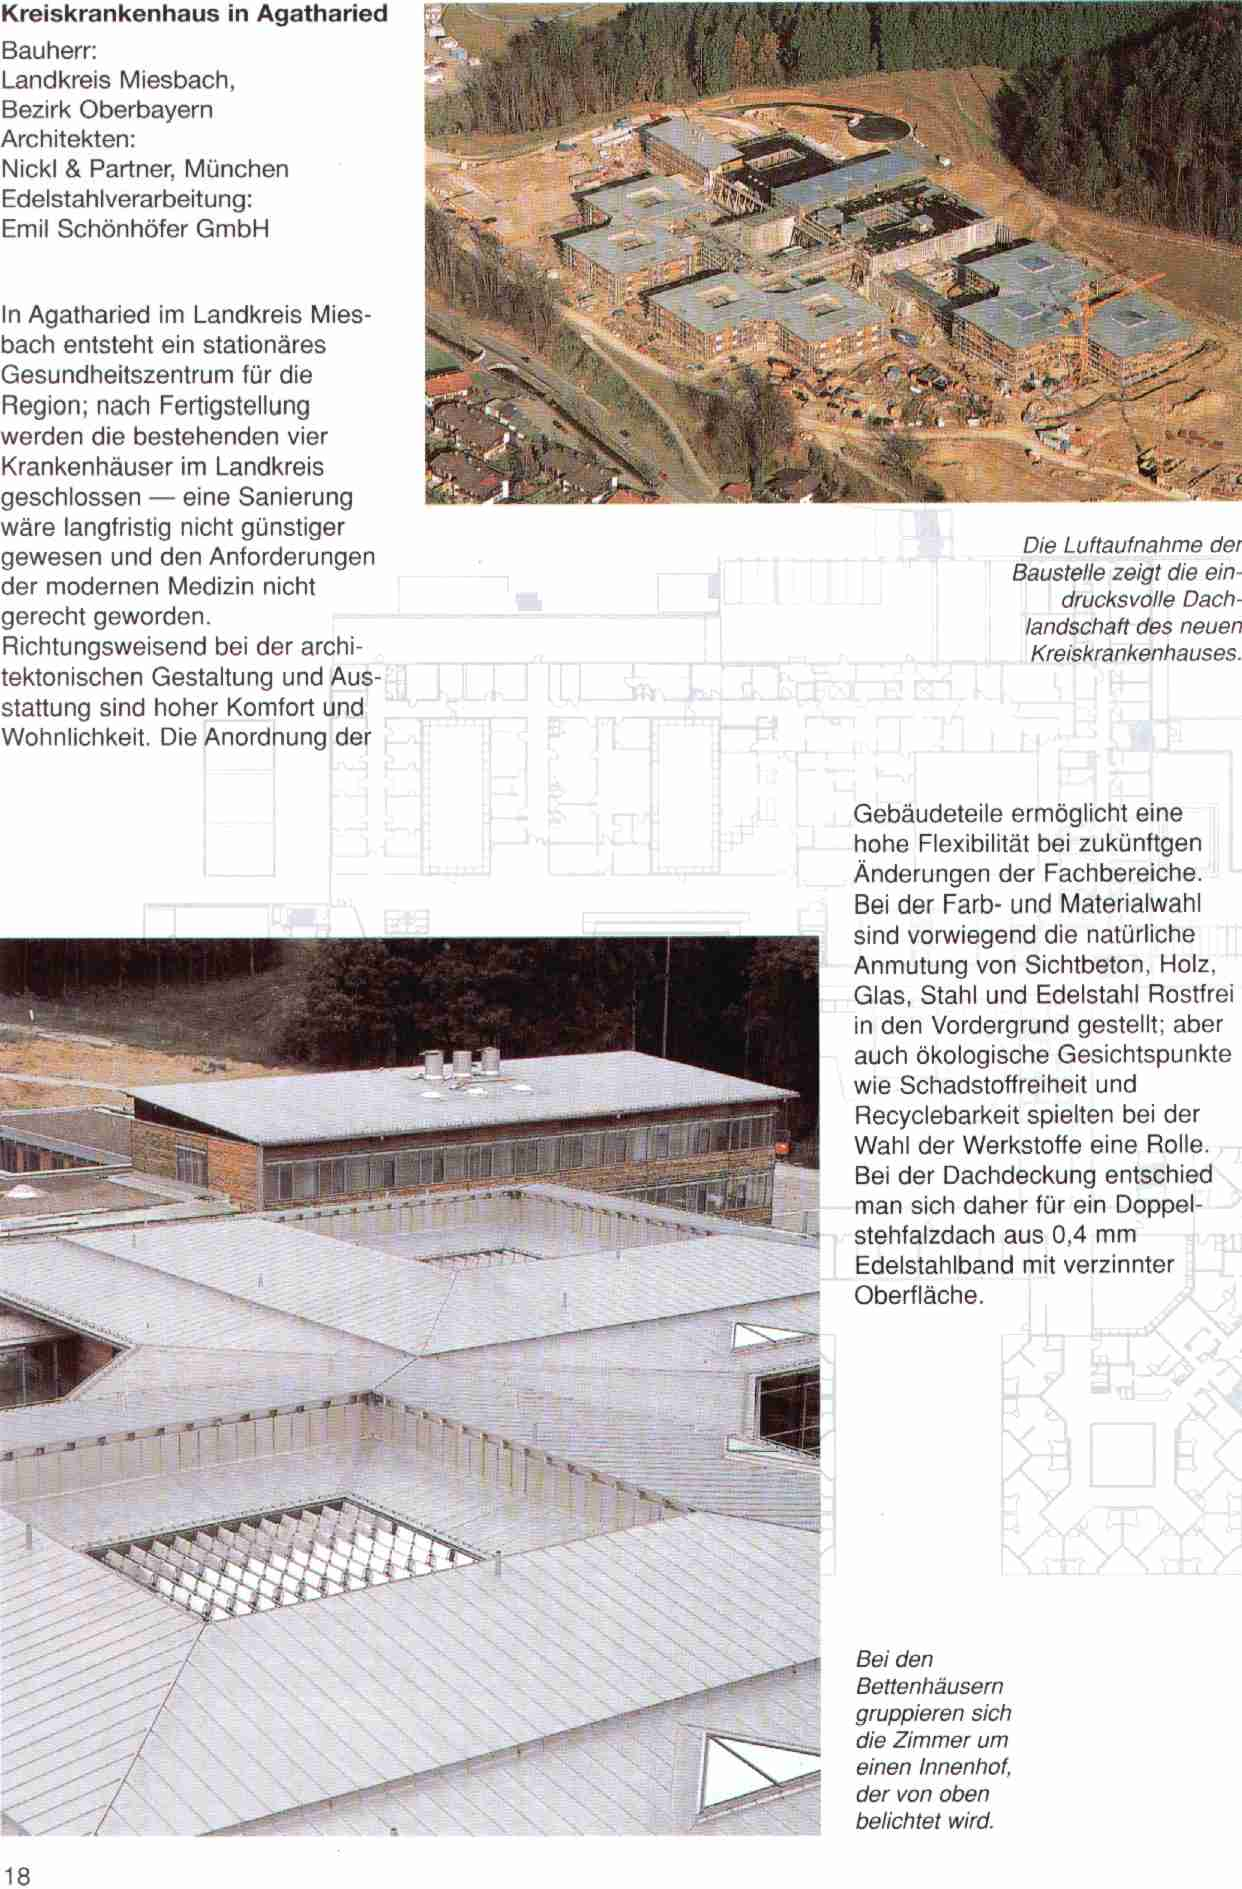 Kreiskrankenhaus in Agatharied
Bauherr:
Landkreis Miesbach,
Bezirk Oberbayern
Architekten:
Nickl & Partner, München
Edelstahlverarbeitung:
Emil Schönhöfer GmbH
In Agatharied im Landkreis Mies-
bach entsteht ein stationäres
Gesundheitszentrum für die
Region; nach Fertigstellung
werden die bestehenden vier
Krankenhäuser im Landkreis
geschlossen — eine Sanierung
wäre langfristig nicht günstiger
gewesen und den Anforderungen
der modernen Medizin nicht
gerecht geworden.
Richtungsweisend bei der archi-
tektonischen Gestaltung und Aus-
stattung sind hoher Komfort und
Wohnlichkeit. Die Anordnung der
Die Luftaufnahme der
Baustelle zeigt die ein-
drucksvolle Dach-
landschaft des neuen
Kreiskrankenhauses.
Gebäudeteile ermöglicht eine
hohe Flexibilität bei zukünftgen
Änderungen der Fachbereiche.
Bei der Farb- und Materialwahl
sind vorwiegend die natürliche
Anmutung von Sichtbeton, Holz,
Glas, Stahl und Edelstahl Rostfrei
in den Vordergrund gestellt; aber
auch ökologische Gesichtspunkte
wie Schadstoffreiheit und
Recyclebarkeit spielten bei der
Wahl der Werkstoffe eine Rolle.
Bei der Dachdeckung entschied
man sich daher für ein Doppel-
stehfalzdach aus 0,4 mm
Edelstahlband mit verzinnter
Oberfläche.
Bei den
Bettenhäusern
gruppieren sich
die Zimmer um
einen Innenhof,
der von oben
belichtet wird.
18